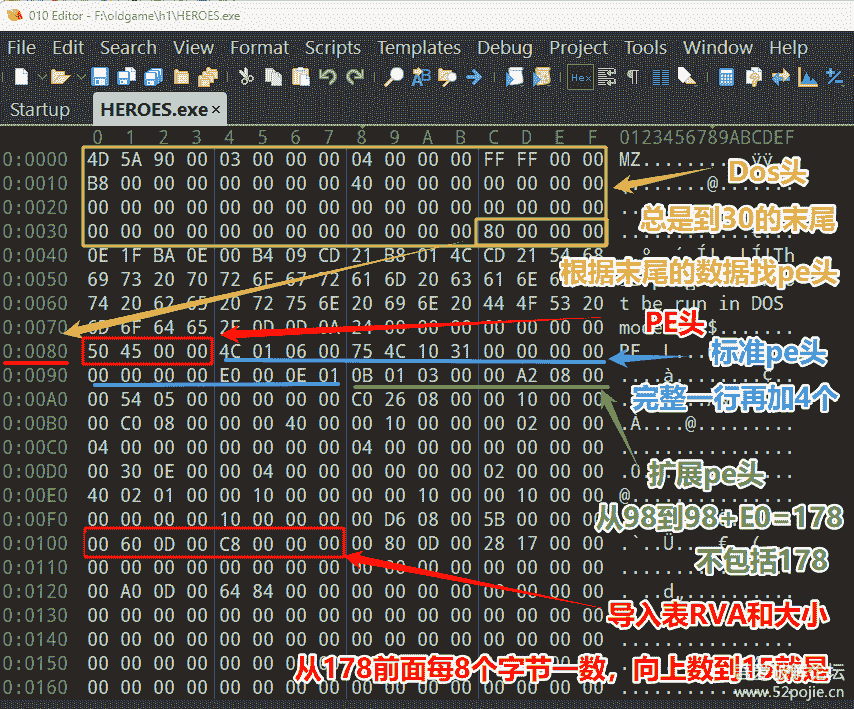 010 Editor - F:\oldgame\h1\HEROES.exe
File Edit Search View Format Scripts Templates Debug Project Tools Window Help
Startup HEROES.exe ×
0 1 2 3 4 5 6 7 8 9 A B C D E F 0123456789ABCDEF
0:0000 4D 5A 90 00 03 00 00 00 04 00 00 00 FF FF 00 00 MZ..........ÿÿ..
0:0010 B8 00 00 00 00 00 00 00 40 00 00 00 00 00 00 00 ........@.......
Dos头
0:0020 00 00 00 00 00 00 00 00 00 00 00 00 00 00 00 00
总是到30的末尾
0:0030 00 00 00 00 00 00 00 00 00 00 00 00 80 00 00 00
0:0040 0E 1F BA 0E 00 B4 09 CD 21 B8 01 4C CD 21 54 68
根据末尾的数据找pe头
0:0050 69 73 20 70 72 6F 67 72 61 6D 20 63 61 6E
0:0060 74 20 62 65 20 72 75 6E 20 69 6E 20 44 4F 53 20 t be run in DOS
0:0070 6D 6F 64 65 2E 0D 0D 0A 24 00 00 00 00 00 00 00
PE头
0:0080 50 45 00 00 4C 01 06 00 75 4C 10 31 00 00 00 00 PE..L
标准pe头
0:0090 00 00 00 00 E0 00 0E 01 0B 01 03 00 00 A2 08 00
完整一行再加4个
0:00A0 00 54 05 00 00 00 00 00 CD 26 08 00 00 10 00 00
0:00B0 00 C0 08 00 00 00 40 00 00 10 00 00 00 02 00 00 .À....@.........
0:00C0 04 00 00 00 00 00 00 00 04 00 00 00 00 00 00 00
0:00D0 00 30 0E 00 00 04 00 00 00 00 00 00 02 00 00 00
扩展pe头
0:00E0 40 02 01 00 00 10 00 00 00 00 10 00 00 10 00 00 @
从98到98+E0=178
0:00F0 00 00 00 00 10 00 00 00 00 D6 08 00 5B 00 00 00
0:0100 00 60 0D 00 C8 00 00 00 00 80 0D 00 28 17 00 00
不包括178
0:0110 00 00 00 00 00 00 00 00 00 00 00 00 00 00 00 00
0:0120 00 A0 0D 00 64 84 00 00 00 00 00 00 00 00 00 00
0:0130 00 00 00 00 00 00 00 00 00 00 00 00 00 00 00 00
导入表RVA和大小
0:0140 00 00 00 00 00 00 00 00 00 00 00 00 00 00 00 00
0:0150 00 00 00 00 00 00 00 00 00 00 00 00 00 00 00 00
从178前面每8个字节一数，向上数到15就是
0:0160 00 00 00 00 00 00 00 00 00 00 00 00 00 00 00 00
www.52pojie.cn